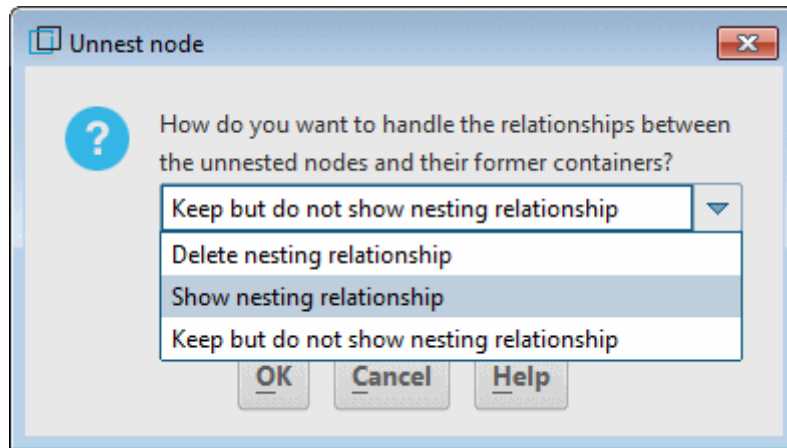 Unnest node
How do you want to handle the relationships between
the unnested nodes and their former containers?
Keep but do not show nesting relationship
Delete nesting relationship
Show nesting relationship
Keep but do not show nesting relationship
OK Cancel Help